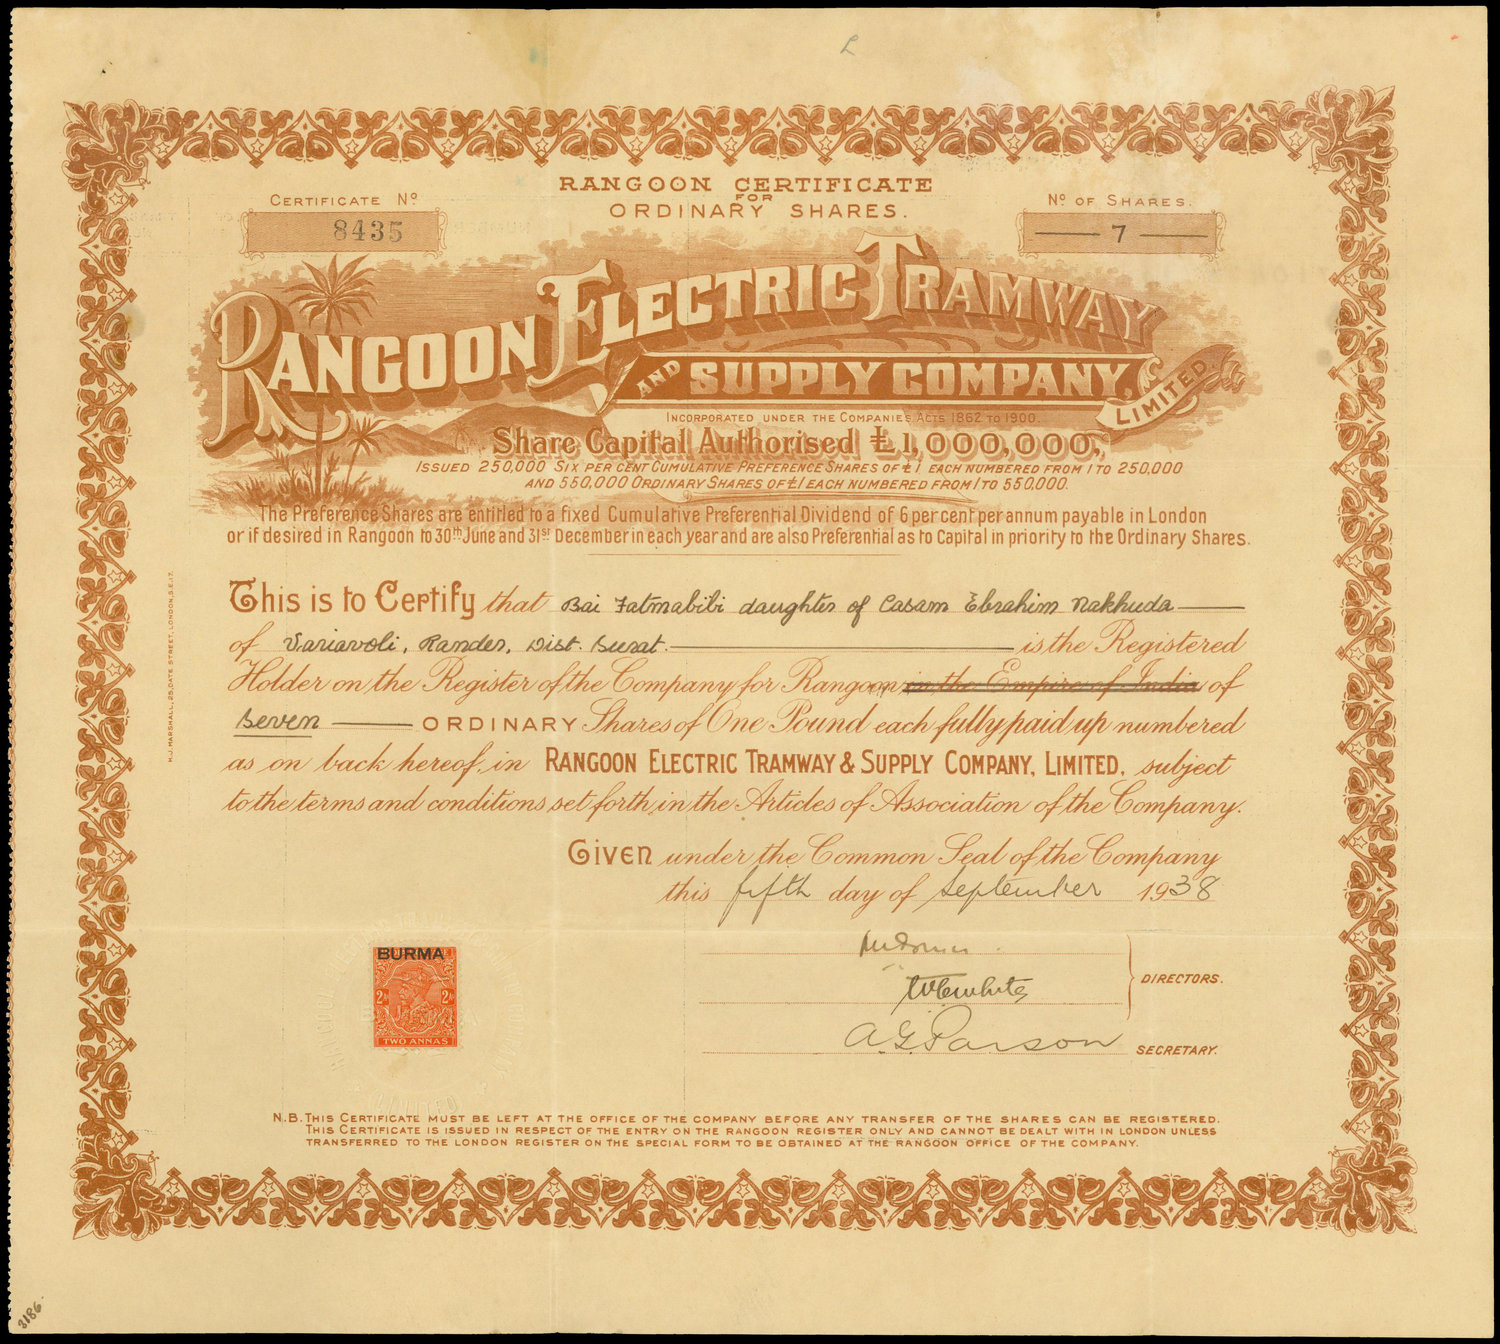 RANGOON CERTIFICATE
FOR
ORDINARY SHARES.
CERTIFICATE Nº
8435
Nº OF SHARES.
7
RANGOON ELECTRIC TRAMWAY
AND SUPPLY COMPANY,
LIMITED.
INCORPORATED UNDER THE COMPANIES ACTS 1862 TO 1900.
Share Capital Authorised £1,000,000,
ISSUED 250,000 SIX PER CENT CUMULATIVE PREFERENCE SHARES OF £1 EACH NUMBERED FROM 1 TO 250,000
AND 550,000 ORDINARY SHARES OF £1 EACH NUMBERED FROM 1 TO 550,000.
The Preference Shares are entitled to a fixed Cumulative Preferential Dividend of 6 per cent per annum payable in London
or if desired in Rangoon to 30th June and 31st December in each year and are also Preferential as to Capital in priority to the Ordinary Shares.
This is to Certify that Bai Fatmabibi daughter of Casam Ebrahim Nakhuda
of Variavoli, Rander, Dist. Surat. is the Registered
Holder on the Register of the Company for Rangoon in the Empire of India of
Seven ORDINARY Shares of One Pound each fully paid up numbered
as on back hereof, in RANGOON ELECTRIC TRAMWAY & SUPPLY COMPANY, LIMITED, subject
to the terms and conditions set forth in the Articles of Association of the Company.
GIVEN under the Common Seal of the Company
this fifth day of September 1938
BURMA
2 As 2 As
TWO ANNAS
DIRECTORS.
A. G. Parson
SECRETARY.
N.B. THIS CERTIFICATE MUST BE LEFT AT THE OFFICE OF THE COMPANY BEFORE ANY TRANSFER OF THE SHARES CAN BE REGISTERED.
THIS CERTIFICATE IS ISSUED IN RESPECT OF THE ENTRY ON THE RANGOON REGISTER ONLY AND CANNOT BE DEALT WITH IN LONDON UNLESS
TRANSFERRED TO THE LONDON REGISTER ON THE SPECIAL FORM TO BE OBTAINED AT THE RANGOON OFFICE OF THE COMPANY.
H.J. MARSHALL, 25, DATE STREET, LONDON, S.E.17.
3186